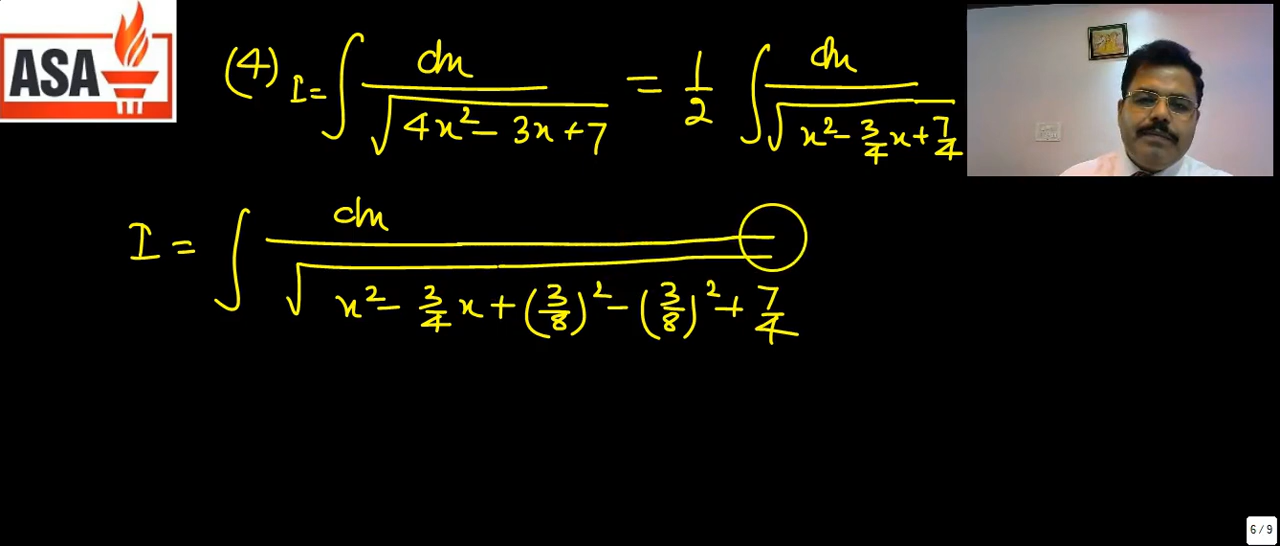 ASA
(4) I = ∫ dx / √(4x² − 3x + 7) = 1/2 ∫ dx / √(x² − 3/4 x + 7/4)
I = ∫ dx / √(x² − 3/4 x + (3/8)² − (3/8)² + 7/4)
6 / 9